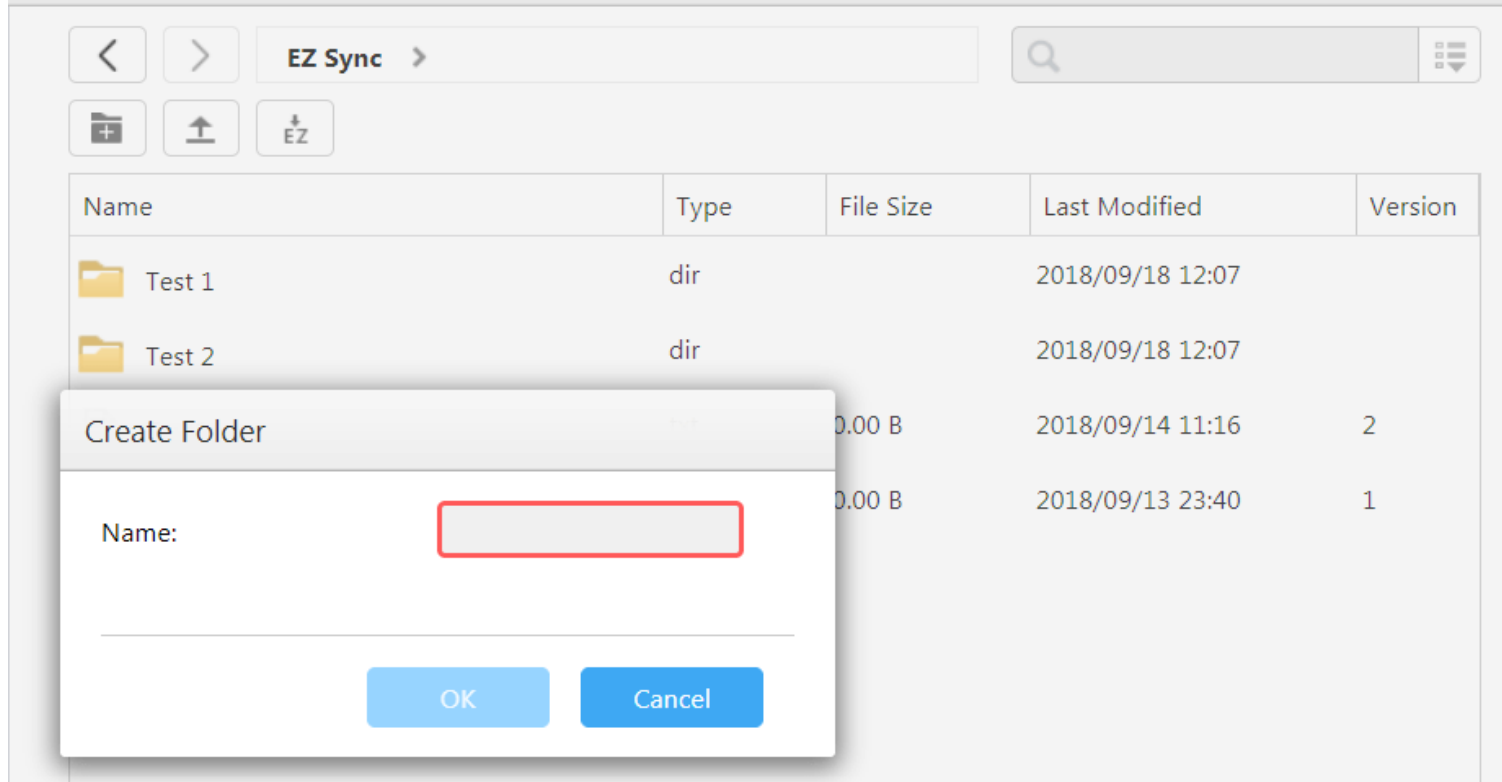 EZ Sync >
EZ
Name Type File Size Last Modified Version
Test 1 dir 2018/09/18 12:07
Test 2 dir 2018/09/18 12:07
0.00 B 2018/09/14 11:16 2
0.00 B 2018/09/13 23:40 1
Create Folder
Name:
OK Cancel